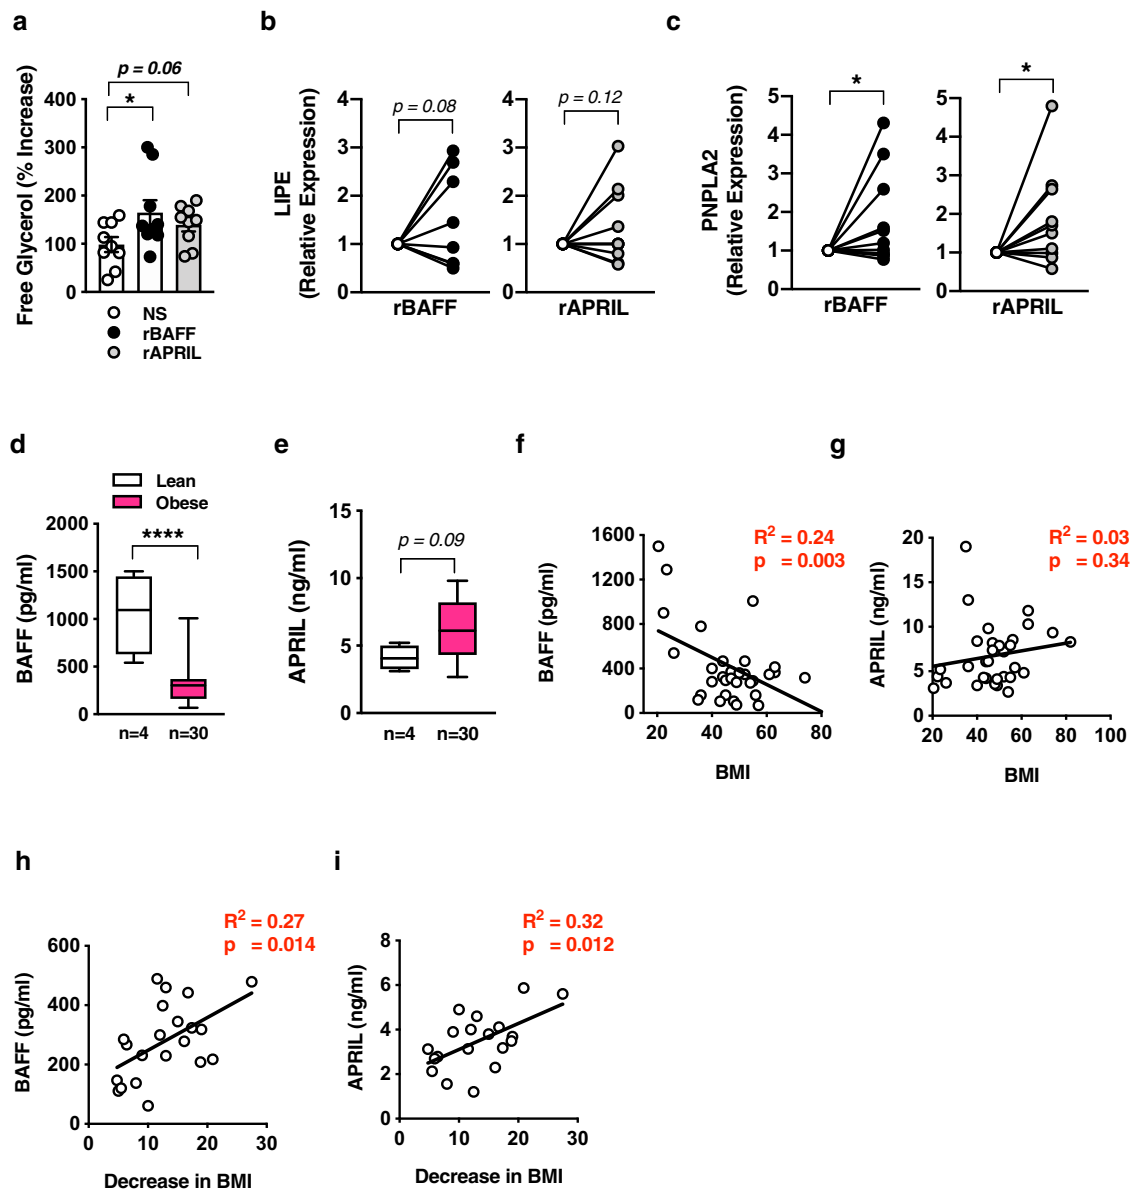 a
Free Glycerol (% Increase)
400
300
200
100
0
p = 0.06
*
NS
rBAFF
rAPRIL
b
LIPE
(Relative Expression)
4
3
2
1
0
p = 0.08
rBAFF
4
3
2
1
0
p = 0.12
rAPRIL
c
PNPLA2
(Relative Expression)
5
4
3
2
1
0
*
rBAFF
5
4
3
2
1
0
*
rAPRIL
d
Lean
Obese
BAFF (pg/ml)
2000
1500
1000
500
0
****
n=4 n=30
e
APRIL (ng/ml)
15
10
5
0
p = 0.09
n=4 n=30
f
BAFF (pg/ml)
1600
1200
800
400
0
R2 = 0.24
p = 0.003
20 40 60 80
BMI
g
APRIL (ng/ml)
20
15
10
5
0
R2 = 0.03
p = 0.34
20 40 60 80 100
BMI
h
BAFF (pg/ml)
600
400
200
0
R2 = 0.27
p = 0.014
0 10 20 30
Decrease in BMI
i
APRIL (ng/ml)
8
6
4
2
0
R2 = 0.32
p = 0.012
0 10 20 30
Decrease in BMI